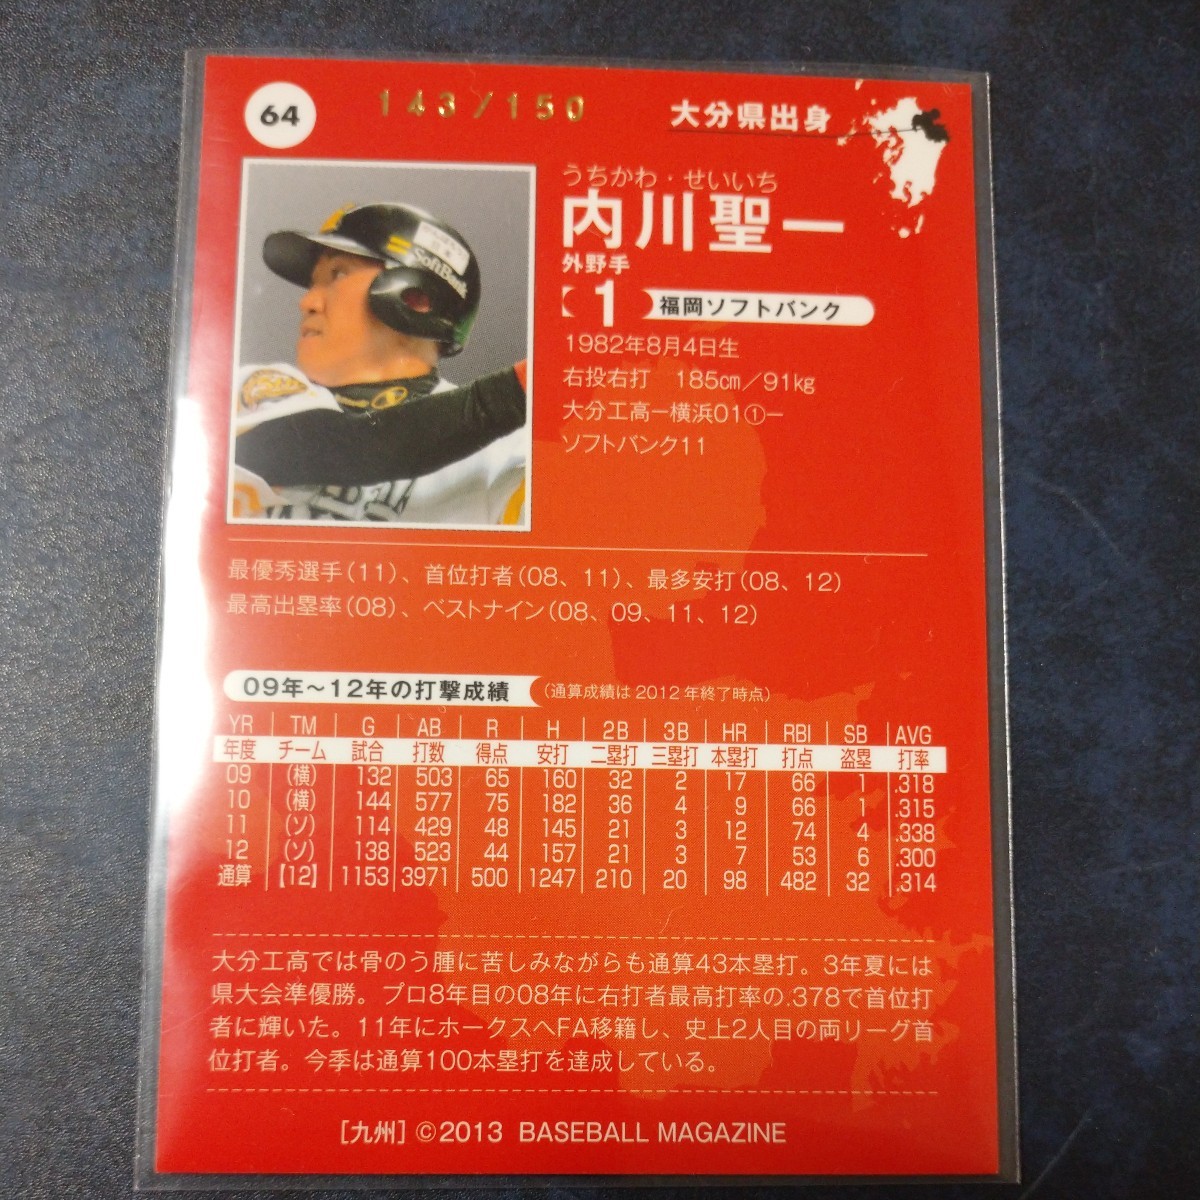 64
143/150
大分県出身
うちかわ・せいいち
内川聖一
外野手
1 福岡ソフトバンク
1982年8月4日生
右投右打 185㎝／91㎏
大分工高ー横浜01①ー
ソフトバンク11
SoftBank
最優秀選手(11)、首位打者(08、11)、最多安打(08、12)
最高出塁率(08)、ベストナイン(08、09、11、12)
09年～12年の打撃成績 (通算成績は2012年終了時点)
YR TM G AB R H 2B 3B HR RBI SB AVG
年度 チーム 試合 打数 得点 安打 二塁打 三塁打 本塁打 打点 盗塁 打率
09 (横) 132 503 65 160 32 2 17 66 1 .318
10 (横) 144 577 75 182 36 4 9 66 1 .315
11 (ソ) 114 429 48 145 21 3 12 74 4 .338
12 (ソ) 138 523 44 157 21 3 7 53 6 .300
通算 【12】 1153 3971 500 1247 210 20 98 482 32 .314
大分工高では骨のう腫に苦しみながらも通算43本塁打。3年夏には
県大会準優勝。プロ8年目の08年に右打者最高打率の.378で首位打
者に輝いた。11年にホークスへFA移籍し、史上2人目の両リーグ首
位打者。今季は通算100本塁打を達成している。
[九州] ©2013 BASEBALL MAGAZINE